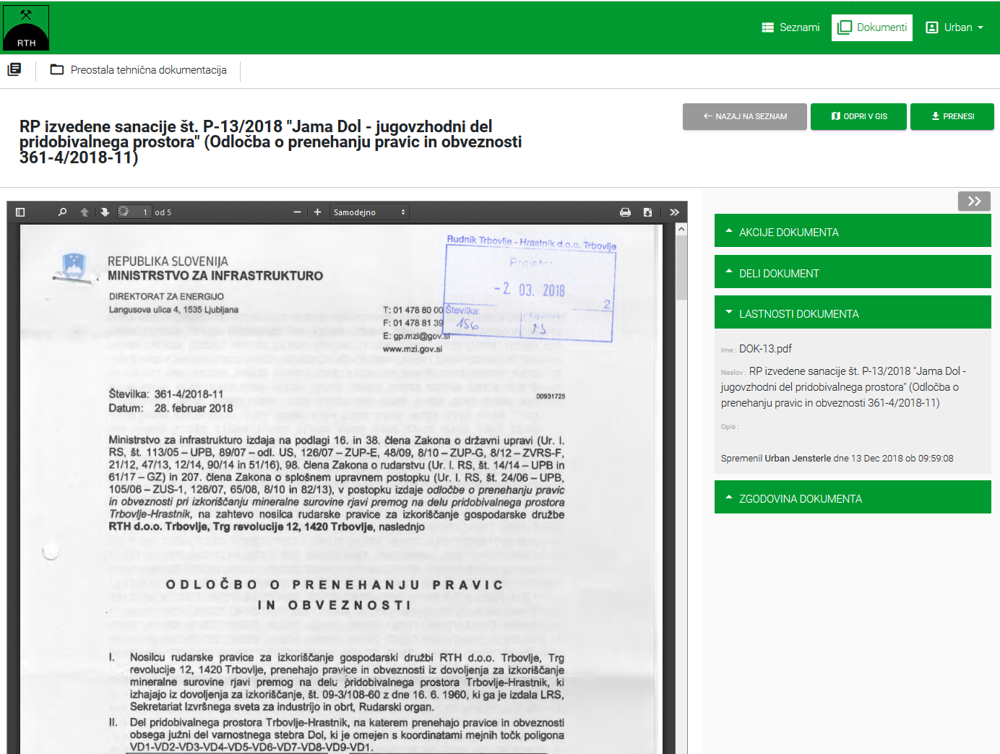 RTH
Seznami
Dokumenti
Urban
Preostala tehnična dokumentacija
RP izvedene sanacije št. P-13/2018 "Jama Dol - jugovzhodni del
pridobivalnega prostora" (Odločba o prenehanju pravic in obveznosti
361-4/2018-11)
NAZAJ NA SEZNAM
ODPRI V GIS
PRENESI
1 od 5
Samodejno
Rudnik Trbovlje - Hrastnik d.o.o. Trbovlje
- 2. 03. 2018
2
Številka:
156
REPUBLIKA SLOVENIJA
MINISTRSTVO ZA INFRASTRUKTURO
DIREKTORAT ZA ENERGIJO
Langusova ulica 4, 1535 Ljubljana
T: 01 478 80 00
F: 01 478 81 39
E: gp.mzi@gov.si
www.mzi.gov.si
Številka: 361-4/2018-11
00931725
Datum: 28. februar 2018
Ministrstvo za infrastrukturo izdaja na podlagi 16. in 38. člena Zakona o državni upravi (Ur. l.
RS, št. 113/05 – UPB, 89/07 – odl. US, 126/07 – ZUP-E, 48/09, 8/10 – ZUP-G, 8/12 – ZVRS-F,
21/12, 47/13, 12/14, 90/14 in 51/16), 98. člena Zakona o rudarstvu (Ur. l. RS, št. 14/14 – UPB in
61/17 – GZ) in 207. člena Zakona o splošnem upravnem postopku (Ur. l. RS, št. 24/06 – UPB,
105/06 – ZUS-1, 126/07, 65/08, 8/10 in 82/13), v postopku izdaje odločbe o prenehanju pravic
in obveznosti pri izkoriščanju mineralne surovine rjavi premog na delu pridobivalnega prostora
Trbovlje-Hrastnik, na zahtevo nosilca rudarske pravice za izkoriščanje gospodarske družbe
RTH d.o.o. Trbovlje, Trg revolucije 12, 1420 Trbovlje, naslednjo
ODLOČBO O PRENEHANJU PRAVIC
IN OBVEZNOSTI
I. Nosilcu rudarske pravice za izkoriščanje gospodarski družbi RTH d.o.o. Trbovlje, Trg
revolucije 12, 1420 Trbovlje, prenehajo pravice in obveznosti iz dovoljenja za izkoriščanje
mineralne surovine rjavi premog na delu pridobivalnega prostora Trbovlje-Hrastnik, ki
izhajajo iz dovoljenja za izkoriščanje, št. 09-3/108-60 z dne 16. 6. 1960, ki ga je izdala LRS,
Sekretariat Izvršnega sveta za industrijo in obrt, Rudarski organ.
II. Del pridobivalnega prostora Trbovlje-Hrastnik, na katerem prenehajo pravice in obveznosti
obsega južni del varnostnega stebra Dol, ki je omejen s koordinatami mejnih točk poligona
VD1-VD2-VD3-VD4-VD5-VD6-VD7-VD8-VD9-VD1.
AKCIJE DOKUMENTA
DELI DOKUMENT
LASTNOSTI DOKUMENTA
Ime : DOK-13.pdf
Naslov : RP izvedene sanacije št. P-13/2018 "Jama Dol -
jugovzhodni del pridobivalnega prostora" (Odločba o
prenehanju pravic in obveznosti 361-4/2018-11)
Opis :
Spremenil Urban Jensterle dne 13 Dec 2018 ob 09:59:08
ZGODOVINA DOKUMENTA